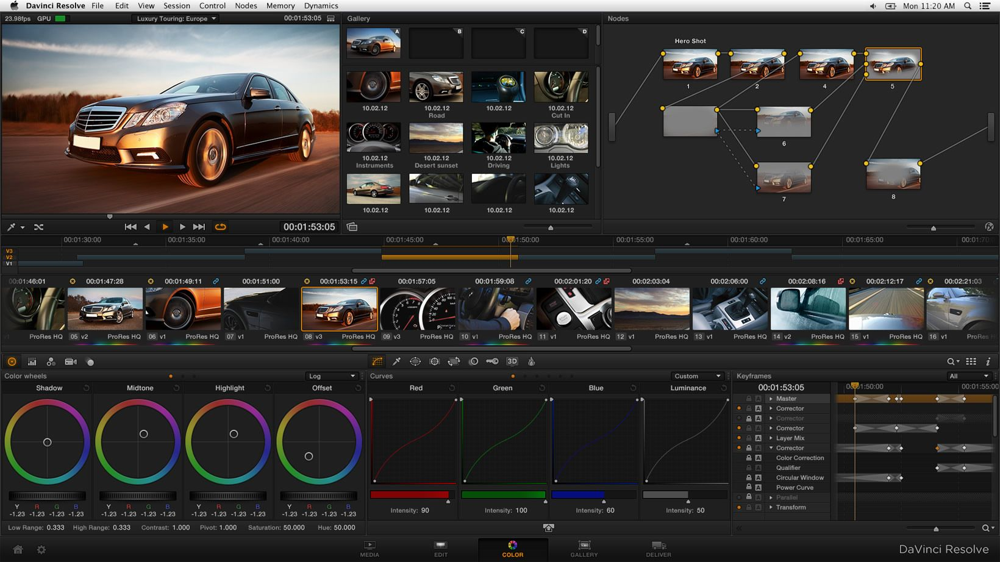 Davinci Resolve File Edit View Session Control Nodes Memory Dynamics Mon 11:20 AM
23.98fps GPU Luxury Touring: Europe 00:01:53:05
Gallery
Nodes
A B C D
Hero Shot
1 2 4 5
10.02.12 10.02.12 10.02.12 10.02.12
Road Cut In
6
10.02.12 10.02.12 10.02.12 10.02.12
Instruments Desert sunset Driving Lights
7 8
10.02.12 10.02.12 10.02.12 10.02.12
00:01:53:05
00:01:30:00 00:01:35:00 00:01:40:00 00:01:45:00 00:01:50:00 00:01:55:00 00:01:60:00 00:01:65:00 00:01:70:0
V3
V2
V1
00:01:46:01 00:01:47:28 00:01:49:11 00:01:51:00 00:01:53:15 00:01:57:05 00:01:59:08 00:02:01:20 00:02:03:04 00:02:06:00 00:02:08:16 00:02:12:17 00:02:21:03
v1 ProRes HQ 05 v2 ProRes HQ 06 v1 ProRes HQ 07 v1 ProRes HQ 08 v3 ProRes HQ 09 v3 ProRes HQ 10 v1 ProRes HQ 11 v1 ProRes HQ 12 v1 ProRes HQ 13 v1 ProRes HQ 14 v2 ProRes HQ 15 v1 ProRes HQ 16 v1 ProRes H
3D
Color wheels Log
Shadow Midtone Highlight Offset
Y R G B Y R G B Y R G B Y R G B
-1.23 -1.23 -1.23 -1.23 -1.23 -1.23 -1.23 -1.23 -1.23 -1.23 -1.23 -1.23 -1.23 -1.23 -1.23 -1.23
Low Range: 0.333 High Range: 0.333 Contrast: 1.000 Pivot: 1.000 Saturation: 50.000 Hue: 50.000
Curves Custom
Red Green Blue Luminance
Intensity: 90 Intensity: 100 Intensity: 60 Intensity: 50
Keyframes All
00:01:53:05 00:01:50:00 00:01:55:00
A Master
A Corrector
A Corrector
A Corrector
A Layer Mix
A Corrector
A Color Correction
A Qualifier
A Circular Window
A Power Curve
A Parallel
A Transform
MEDIA EDIT COLOR GALLERY DELIVER
DaVinci Resolve